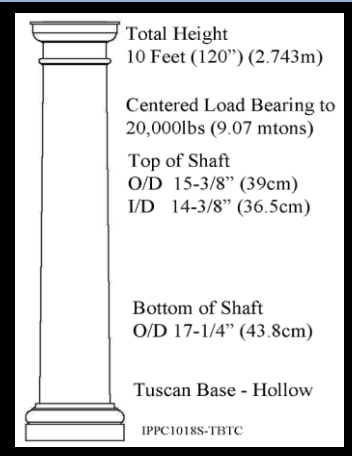 Total Height
10 Feet (120”) (2.743m)
Centered Load Bearing to
20,000lbs (9.07 mtons)
Top of Shaft
O/D 15-3/8” (39cm)
I/D 14-3/8” (36.5cm)
Bottom of Shaft
O/D 17-1/4” (43.8cm)
Tuscan Base - Hollow
IPPC1018S-TBTC